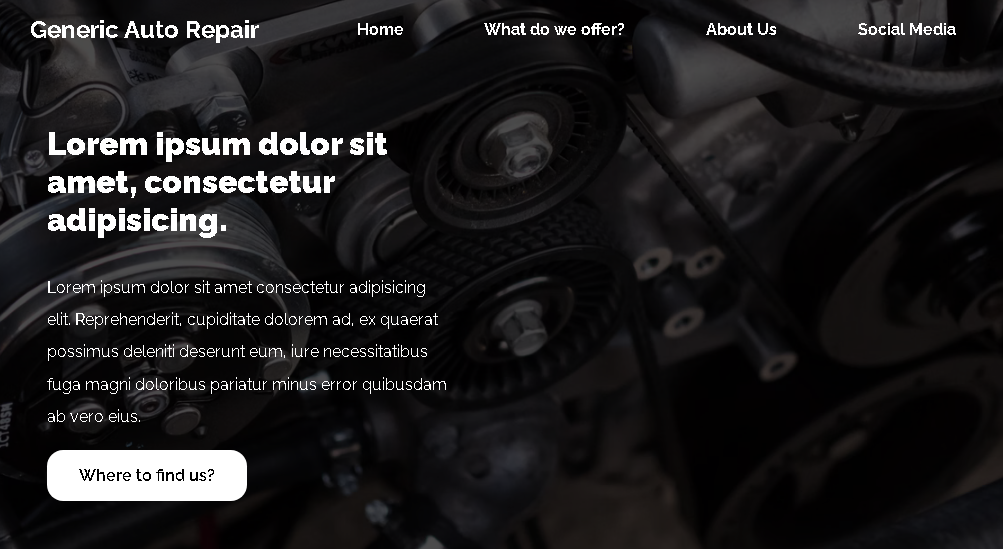 Generic Auto Repair
Home
What do we offer?
About Us
Social Media
Lorem ipsum dolor sit
amet, consectetur
adipisicing.
Lorem ipsum dolor sit amet consectetur adipisicing
elit. Reprehenderit, cupiditate dolorem ad, ex quaerat
possimus deleniti deserunt eum, iure necessitatibus
fuga magni doloribus pariatur minus error quibusdam
ab vero eius.
Where to find us?